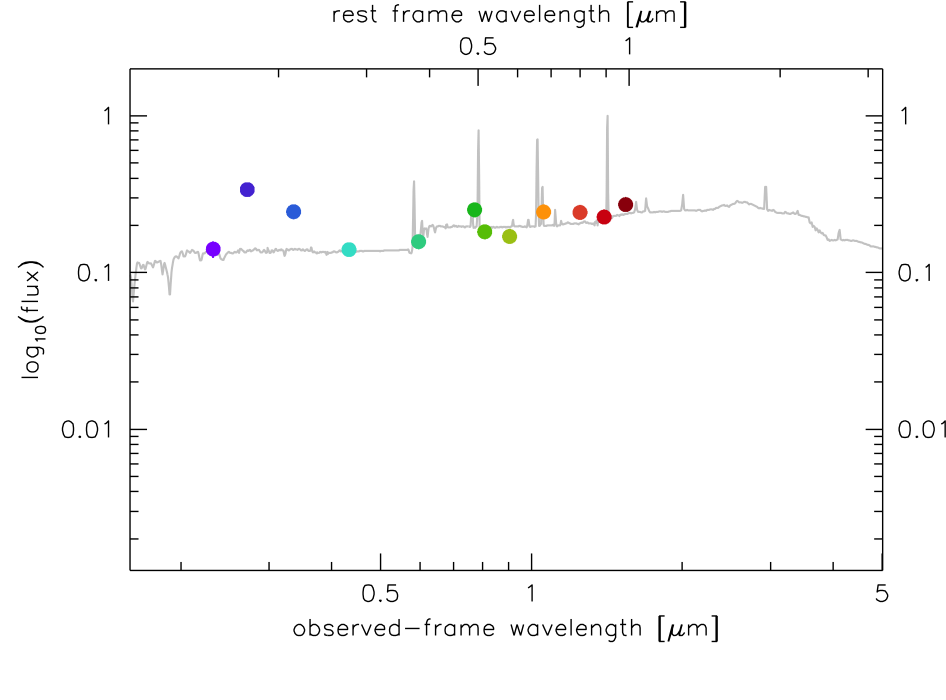 rest frame wavelength [μm]
0.5 1
1 1
0.1 0.1
0.01 0.01
log10(flux)
0.5 1 5
observed-frame wavelength [μm]